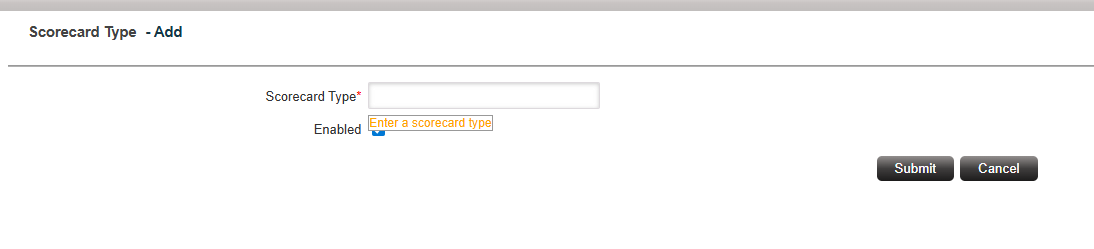 Scorecard Type - Add
Scorecard Type*
Enabled
Enter a scorecard type
Submit
Cancel